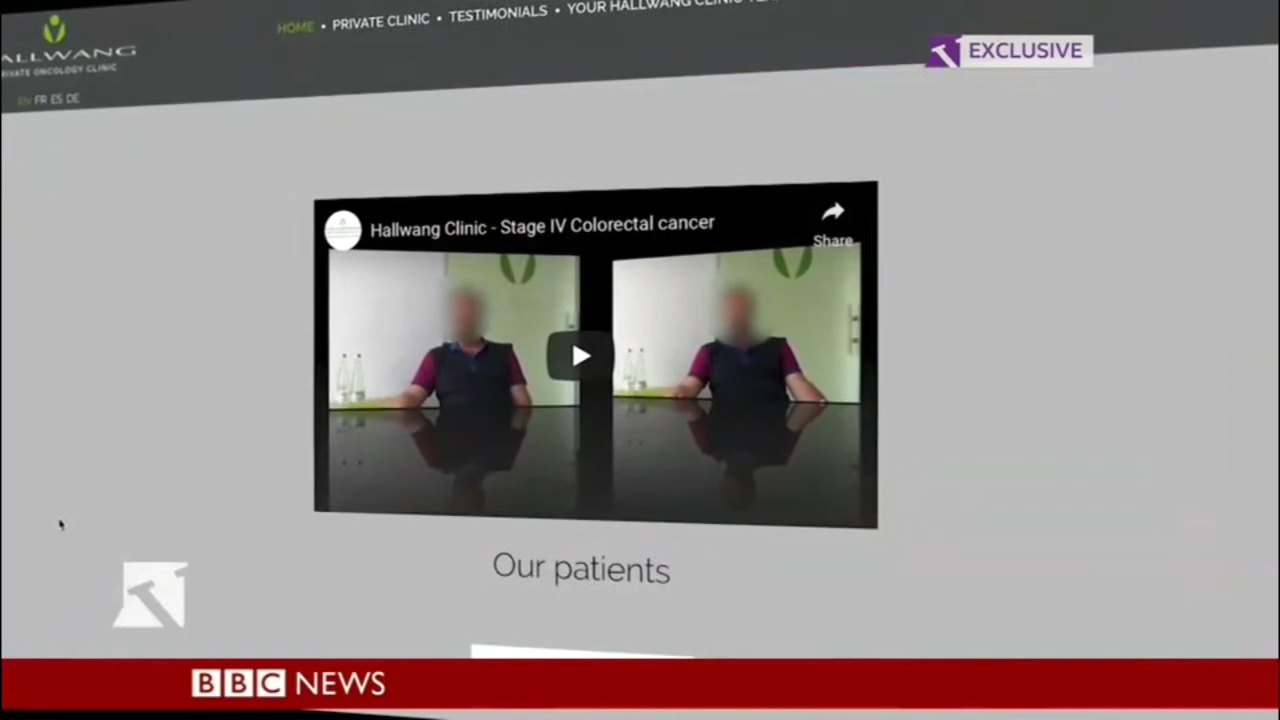 HOME • PRIVATE CLINIC • TESTIMONIALS • YOUR HALLWANG CLINIC
HALLWANG
PRIVATE ONCOLOGY CLINIC
EN FR ES DE
EXCLUSIVE
Hallwang Clinic - Stage IV Colorectal cancer
Share
Our patients
BBC NEWS